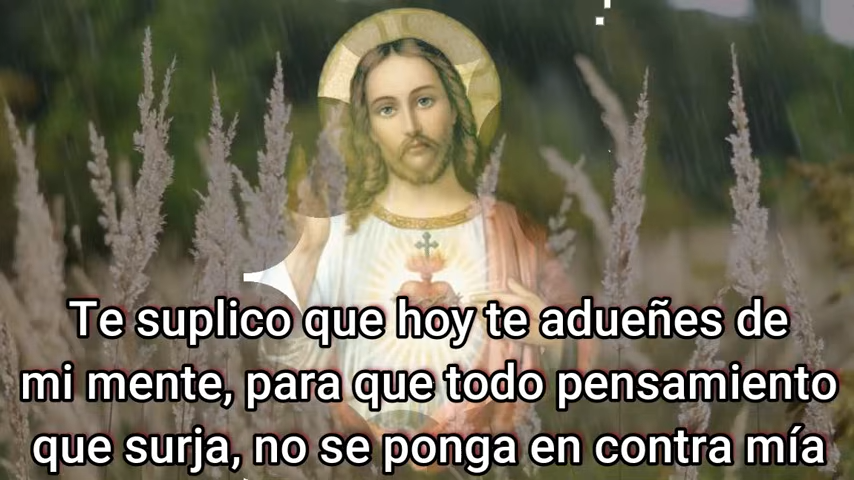 Te suplico que hoy te adueñes de
mi mente, para que todo pensamiento
que surja, no se ponga en contra mía